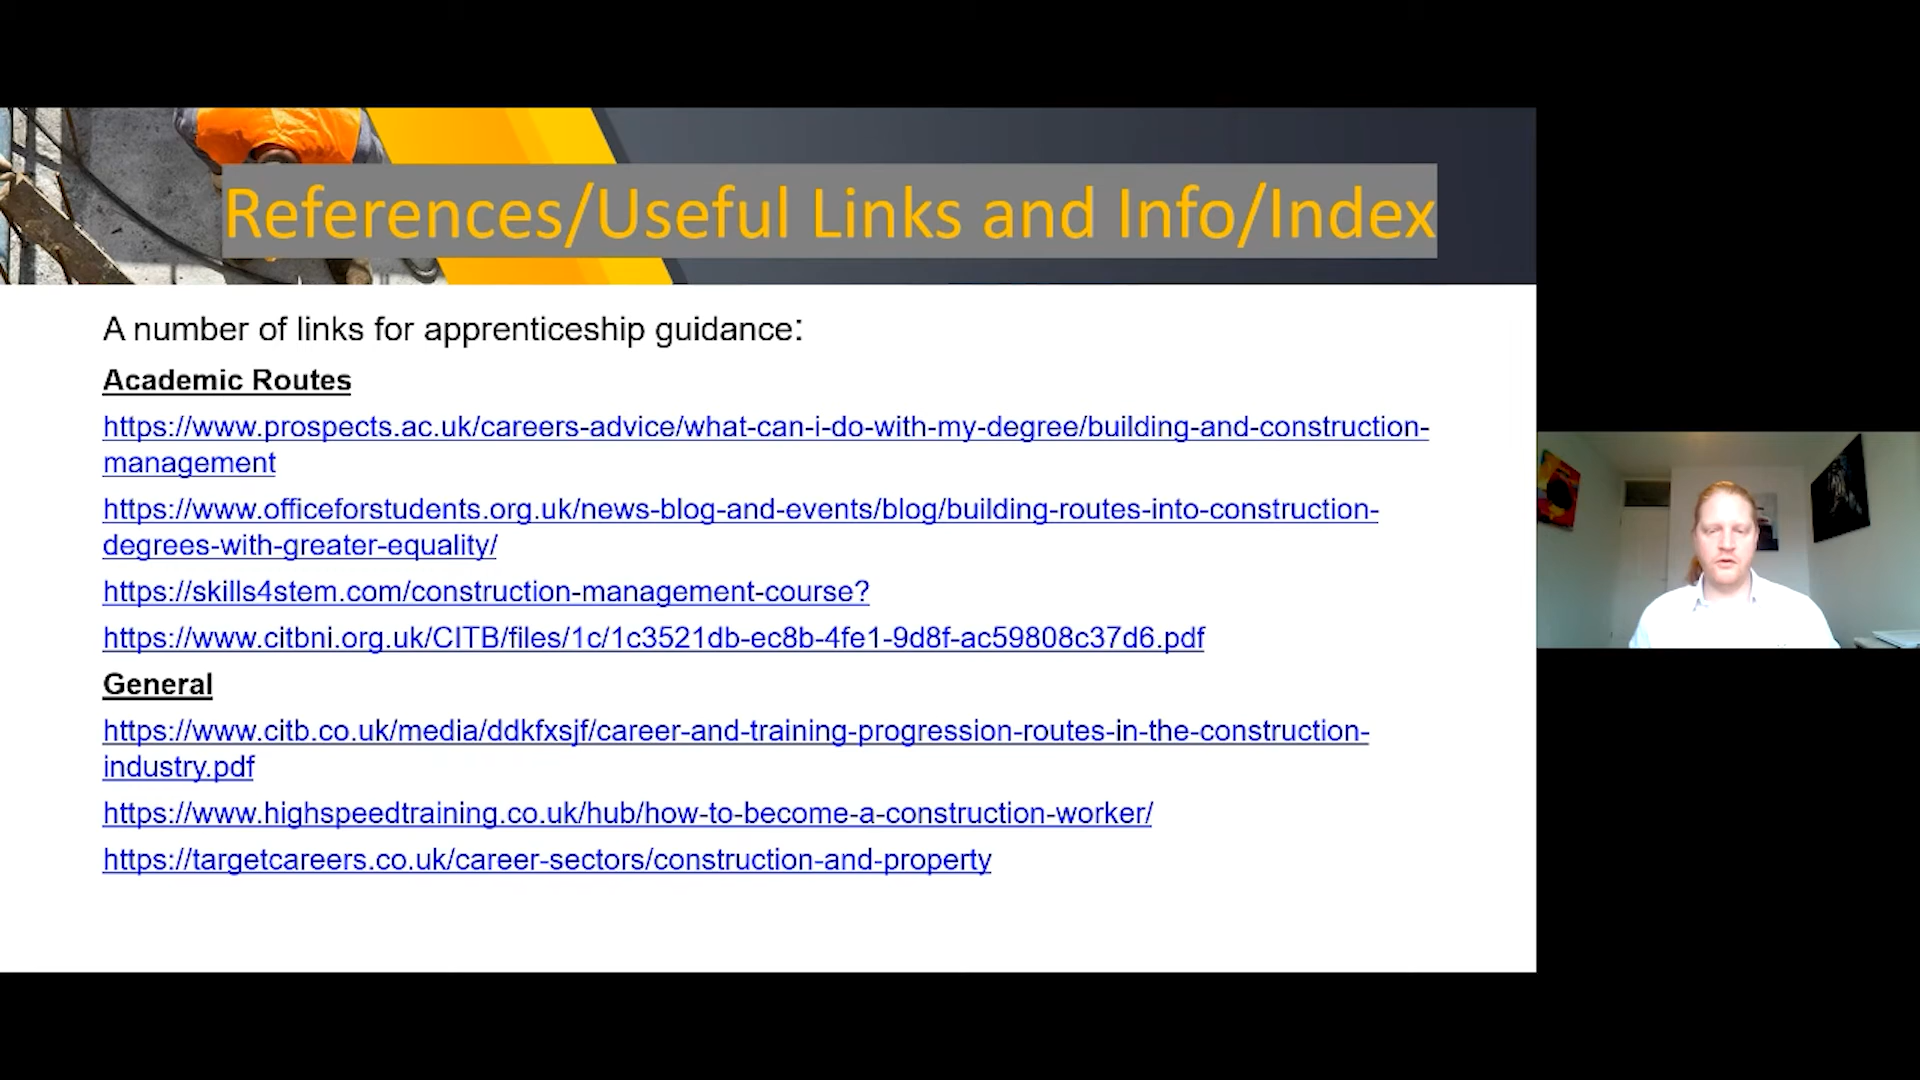 References/Useful Links and Info/Index
A number of links for apprenticeship guidance:
Academic Routes
https://www.prospects.ac.uk/careers-advice/what-can-i-do-with-my-degree/building-and-construction-
management
https://www.officeforstudents.org.uk/news-blog-and-events/blog/building-routes-into-construction-
degrees-with-greater-equality/
https://skills4stem.com/construction-management-course?
https://www.citbni.org.uk/CITB/files/1c/1c3521db-ec8b-4fe1-9d8f-ac59808c37d6.pdf
General
https://www.citb.co.uk/media/ddkfxsjf/career-and-training-progression-routes-in-the-construction-
industry.pdf
https://www.highspeedtraining.co.uk/hub/how-to-become-a-construction-worker/
https://targetcareers.co.uk/career-sectors/construction-and-property